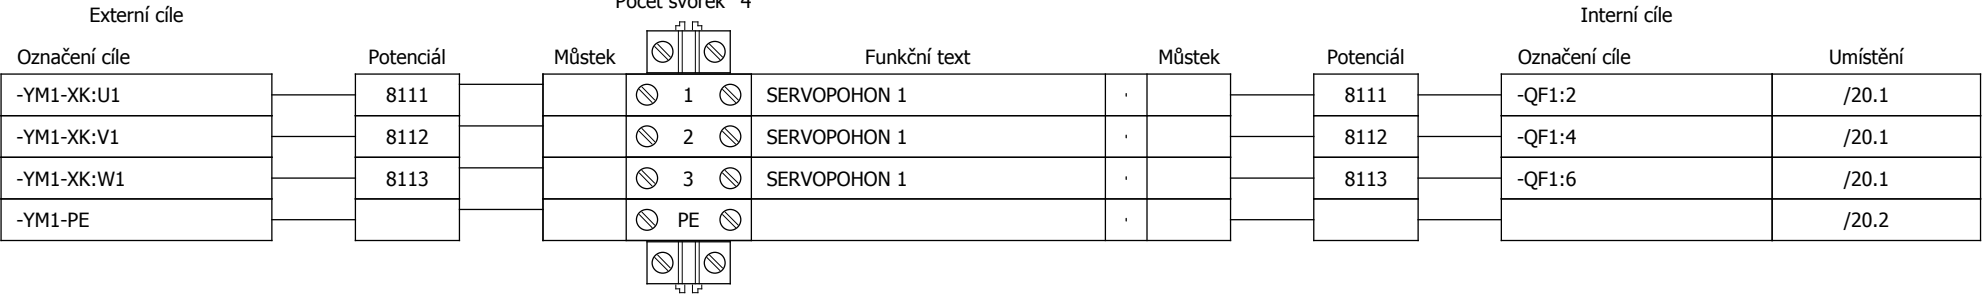 Počet svorek 4
Externí cíle Interní cíle
Označení cíle Potenciál Můstek Funkční text Můstek Potenciál Označení cíle Umístění
-YM1-XK:U1 8111 1 SERVOPOHON 1 8111 -QF1:2 /20.1
-YM1-XK:V1 8112 2 SERVOPOHON 1 8112 -QF1:4 /20.1
-YM1-XK:W1 8113 3 SERVOPOHON 1 8113 -QF1:6 /20.1
-YM1-PE PE /20.2